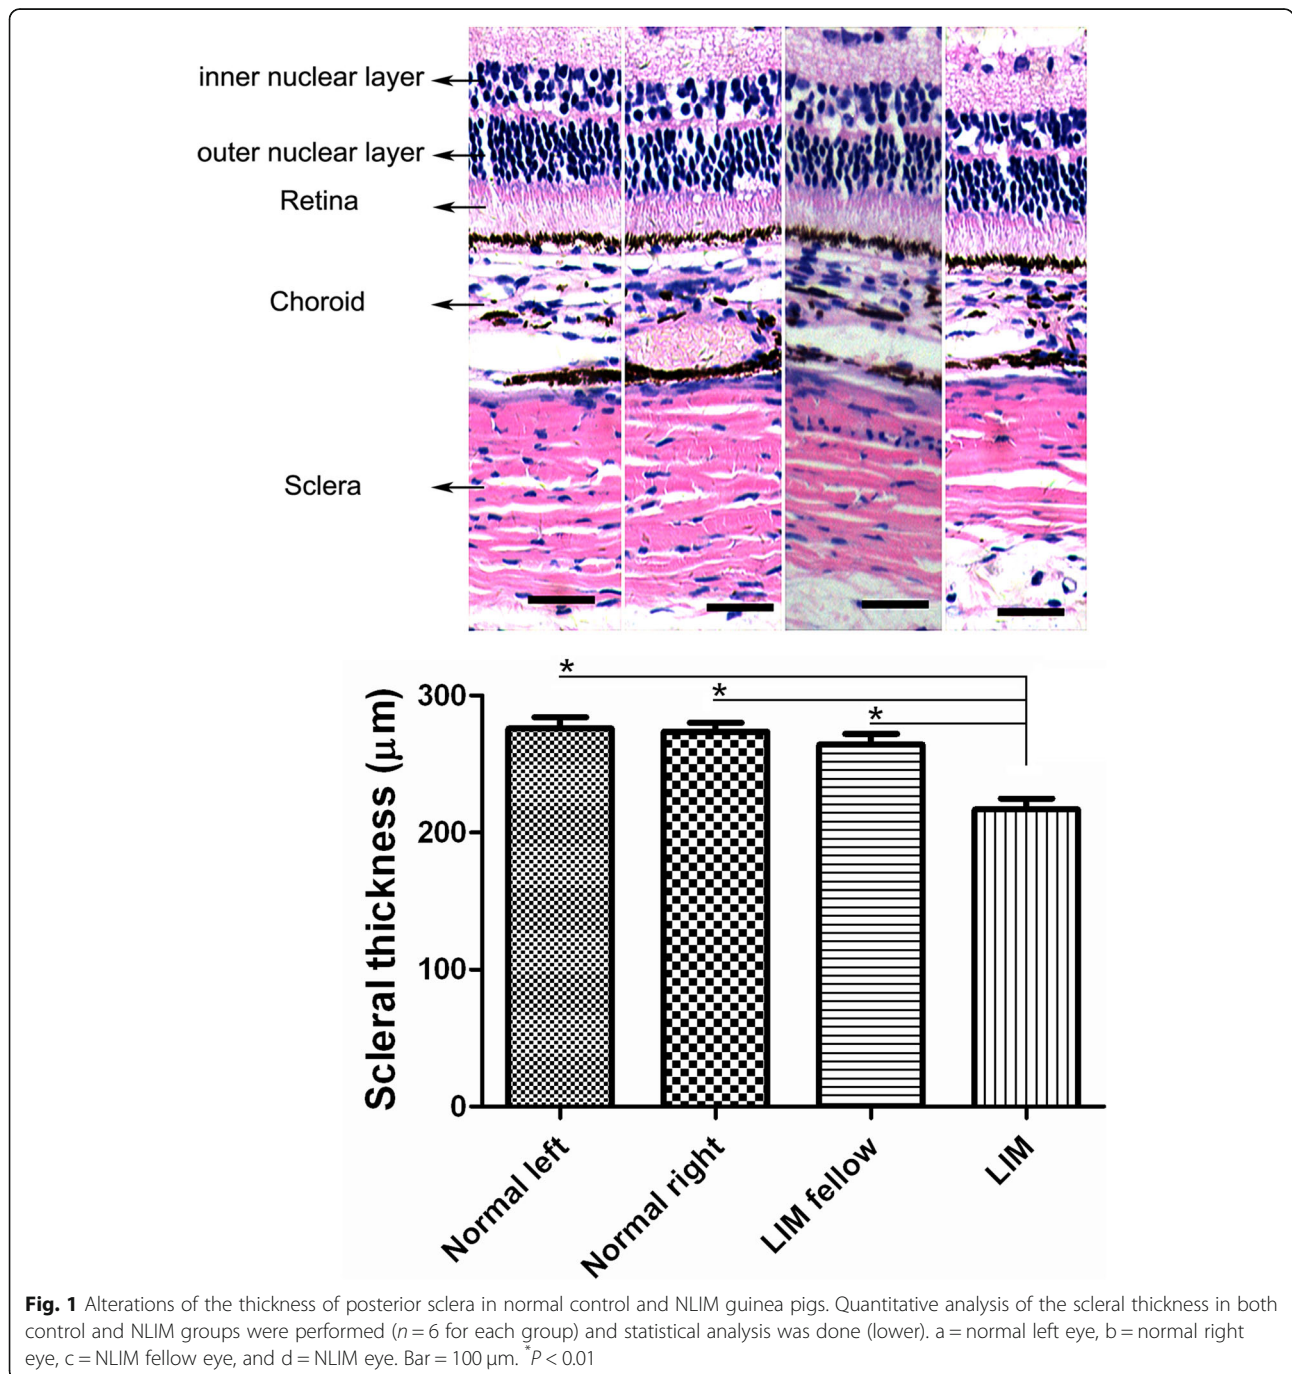 inner nuclear layer
outer nuclear layer
Retina
Choroid
Sclera
*
*
*
Scleral thickness (μm)
300
200
100
0
Normal left
Normal right
LIM fellow
LIM
Fig. 1 Alterations of the thickness of posterior sclera in normal control and NLIM guinea pigs. Quantitative analysis of the scleral thickness in both
control and NLIM groups were performed (n = 6 for each group) and statistical analysis was done (lower). a = normal left eye, b = normal right
eye, c = NLIM fellow eye, and d = NLIM eye. Bar = 100 μm. *P < 0.01